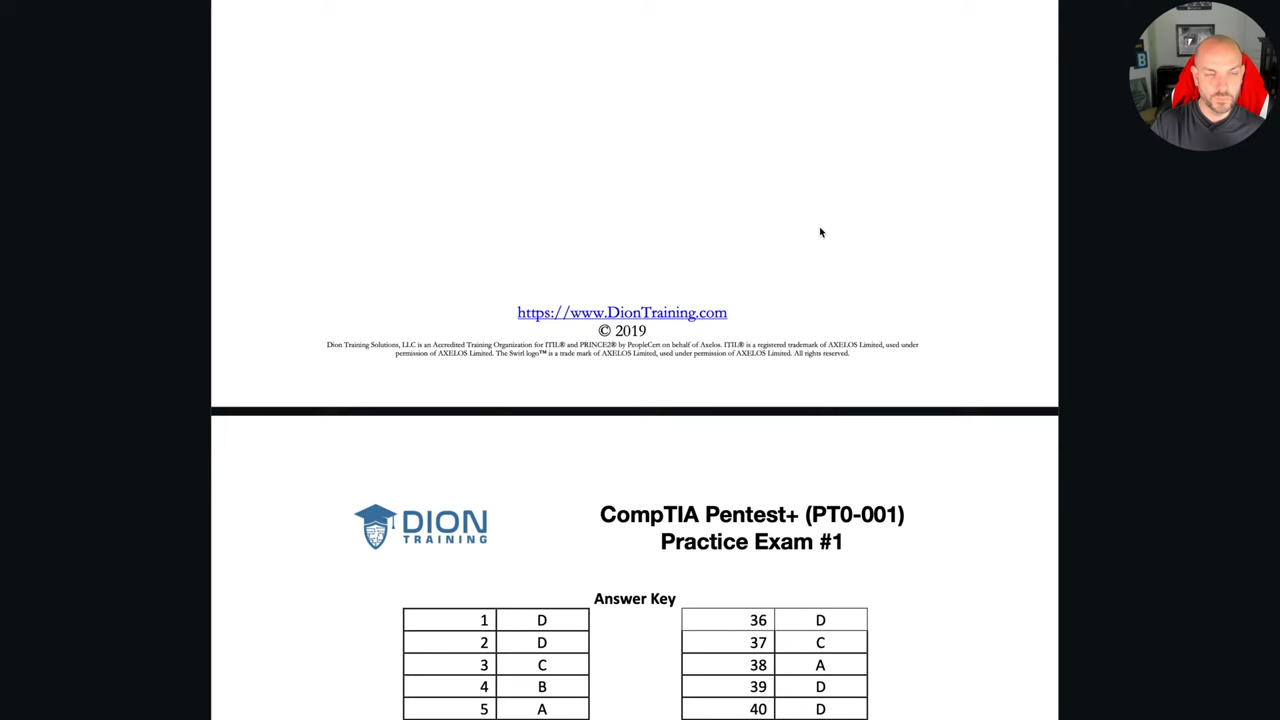 https://www.DionTraining.com
© 2019
Dion Training Solutions, LLC is an Accredited Training Organization for ITIL® and PRINCE2® by PeopleCert on behalf of Axelos. ITIL® is a registered trademark of AXELOS Limited, used under
permission of AXELOS Limited. The Swirl logo™ is a trade mark of AXELOS Limited, used under permission of AXELOS Limited. All rights reserved.
DION
TRAINING
CompTIA Pentest+ (PT0-001)
Practice Exam #1
Answer Key
1 D 36 D
2 D 37 C
3 C 38 A
4 B 39 D
5 A 40 D